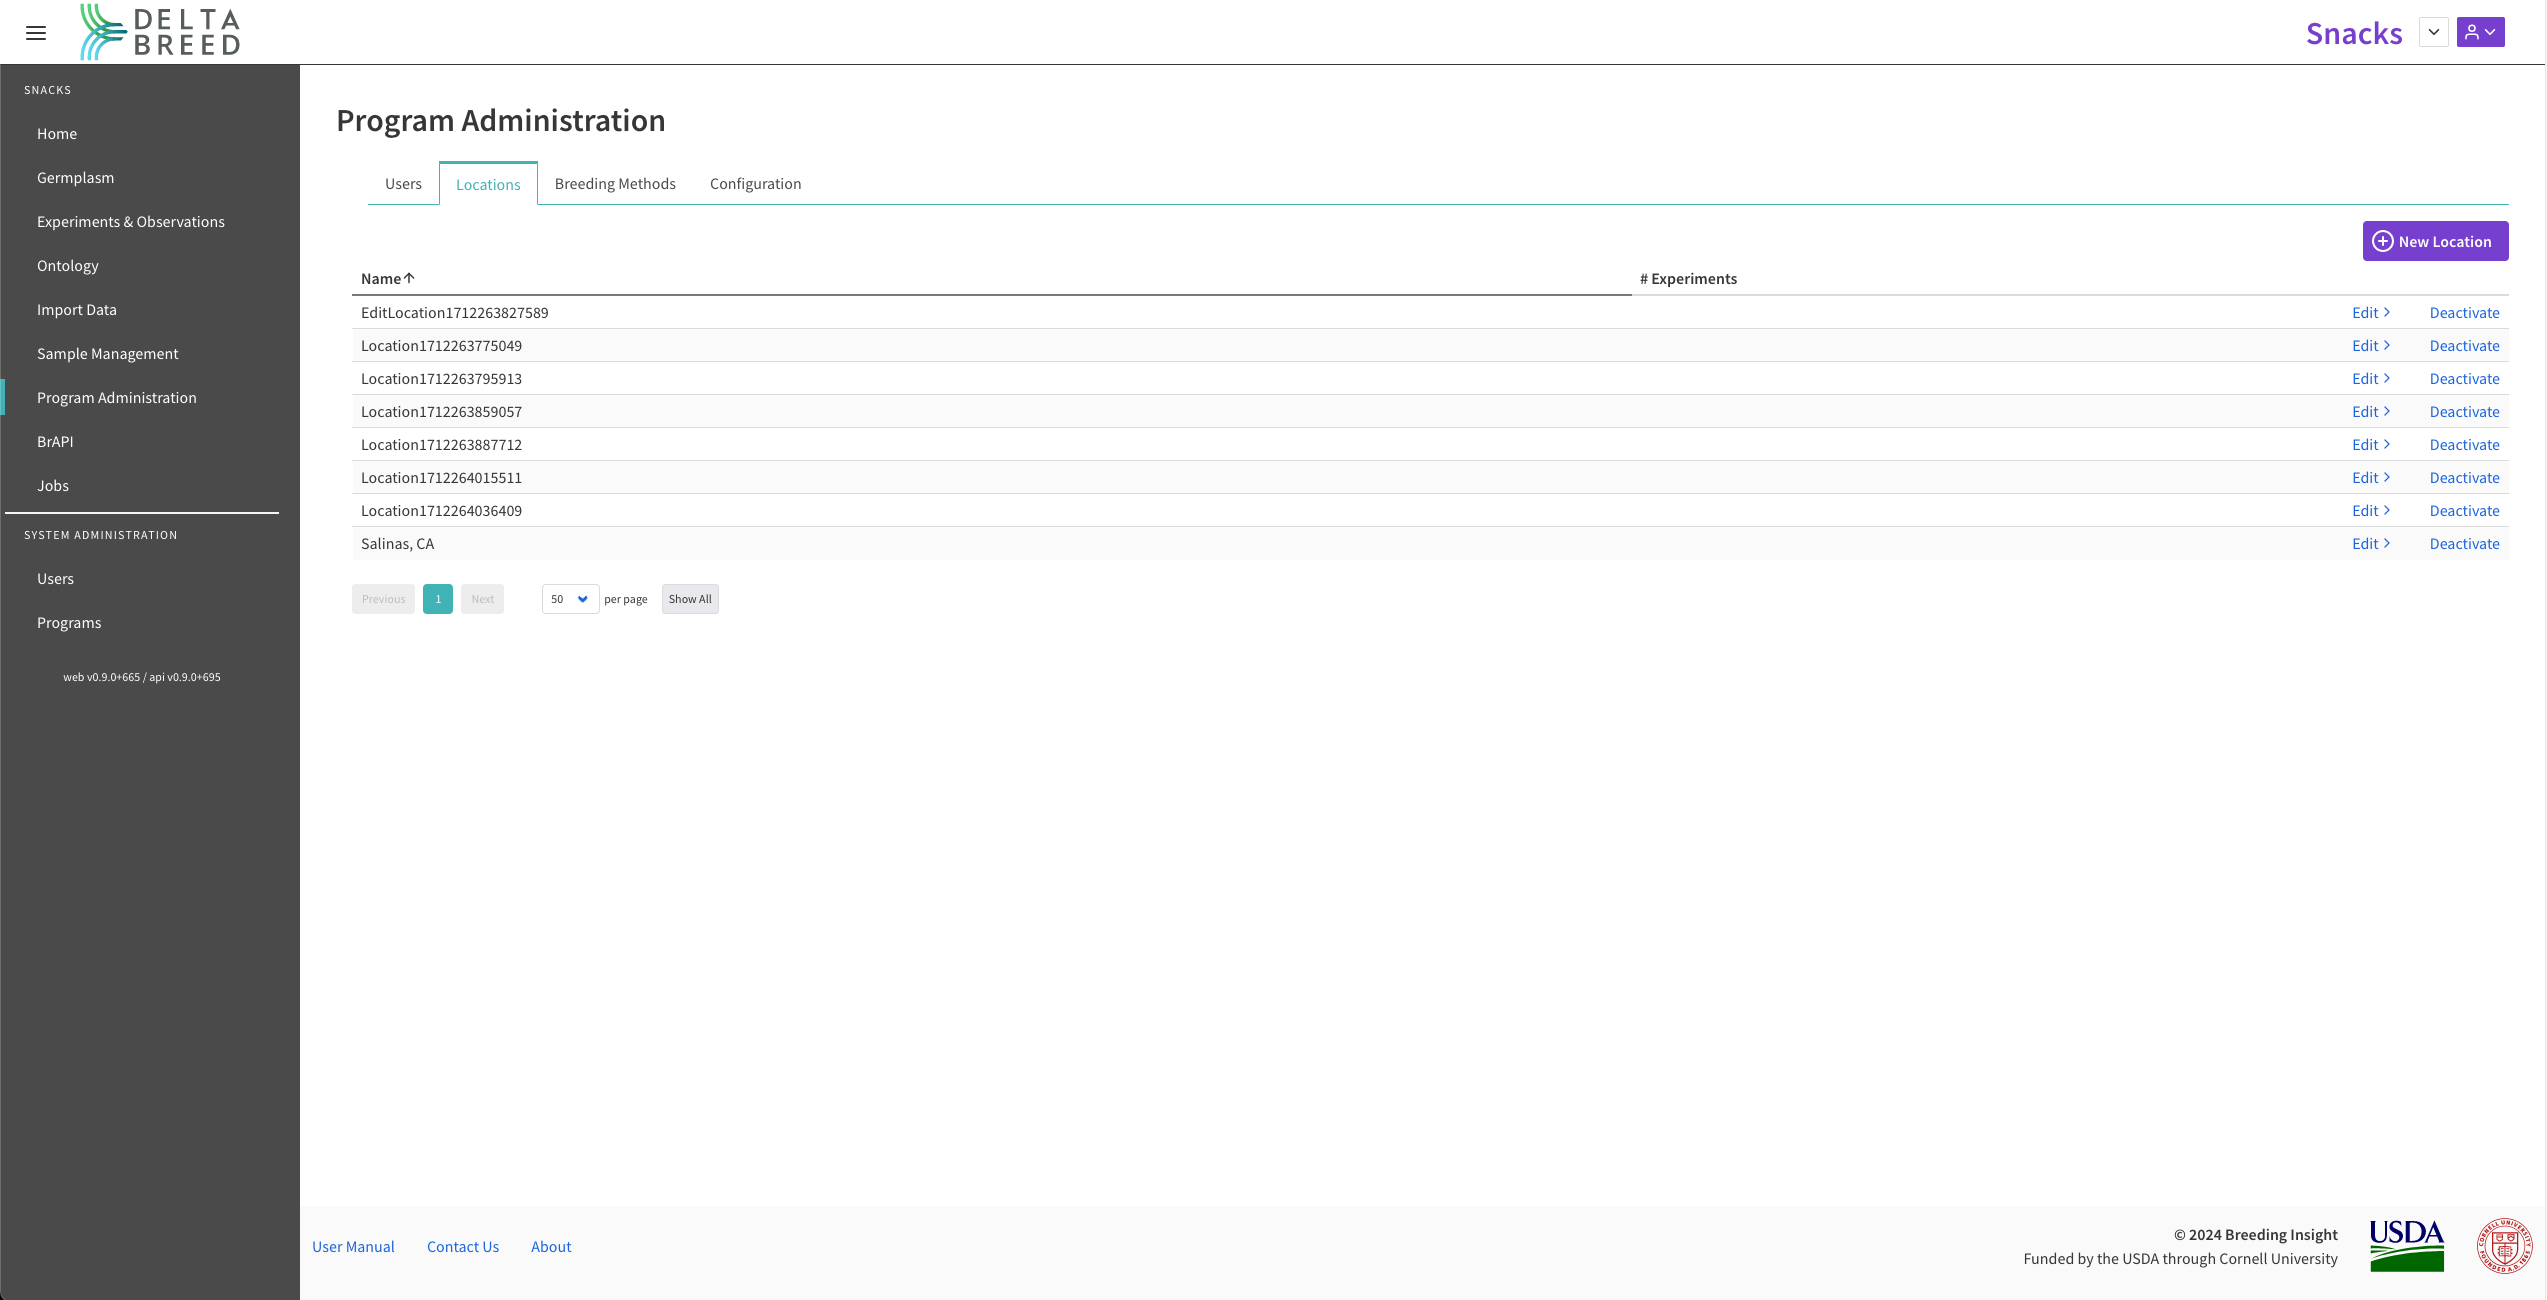 DELTA
BREED
Snacks
SNACKS
Home
Germplasm
Experiments & Observations
Ontology
Import Data
Sample Management
Program Administration
BrAPI
Jobs
SYSTEM ADMINISTRATION
Users
Programs
web v0.9.0+665 / api v0.9.0+695
Program Administration
Users Locations Breeding Methods Configuration
New Location
Name # Experiments
EditLocation1712263827589 Edit Deactivate
Location1712263775049 Edit Deactivate
Location1712263795913 Edit Deactivate
Location1712263859057 Edit Deactivate
Location1712263887712 Edit Deactivate
Location1712264015511 Edit Deactivate
Location1712264036409 Edit Deactivate
Salinas, CA Edit Deactivate
Previous 1 Next 50 per page Show All
User Manual Contact Us About
© 2024 Breeding Insight
Funded by the USDA through Cornell University
USDA
CORNELL UNIVERSITY
FOUNDED A.D. 1865